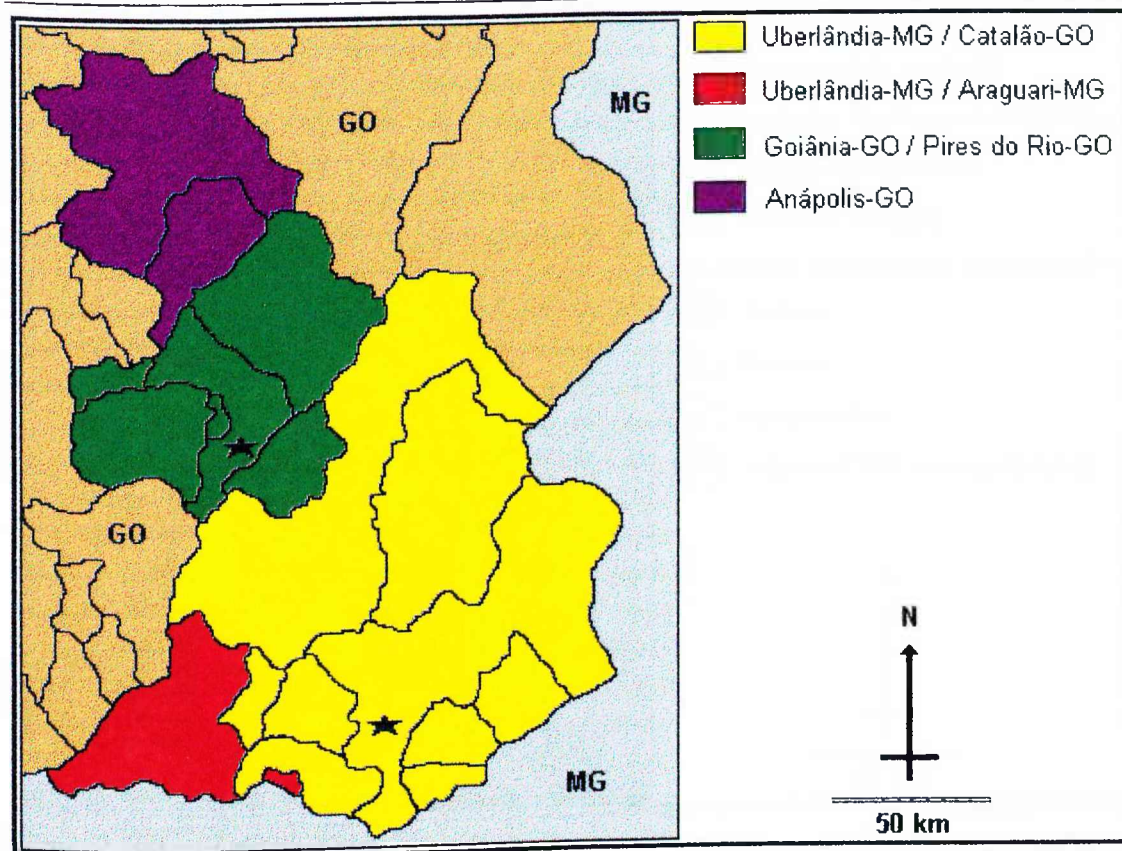 Uberlândia-MG / Catalão-GO
Uberlândia-MG / Araguari-MG
Goiânia-GO / Pires do Rio-GO
Anápolis-GO
GO
MG
GO
MG
N
50 km